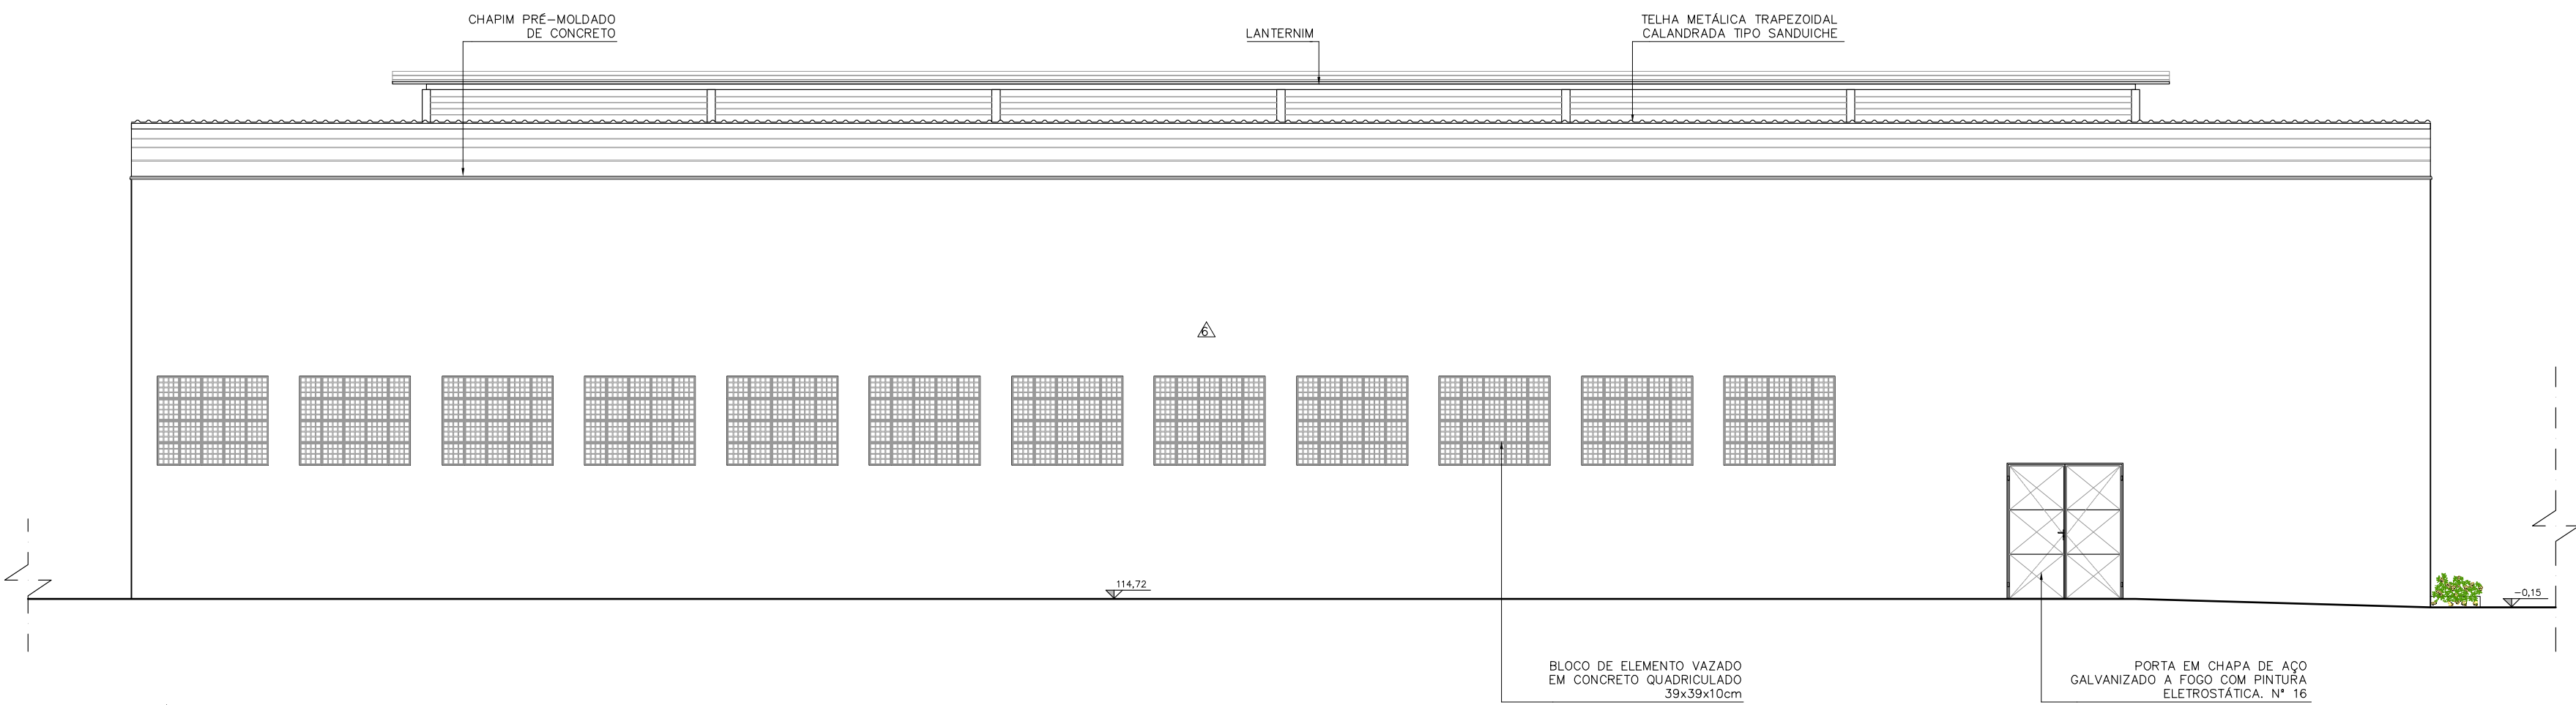 CHAPIM PRÉ-MOLDADO
DE CONCRETO
LANTERNIM
TELHA METÁLICA TRAPEZOIDAL
CALANDRADA TIPO SANDUICHE
6
114,72
-0,15
BLOCO DE ELEMENTO VAZADO
EM CONCRETO QUADRICULADO
39x39x10cm
PORTA EM CHAPA DE AÇO
GALVANIZADO A FOGO COM PINTURA
ELETROSTÁTICA. N° 16